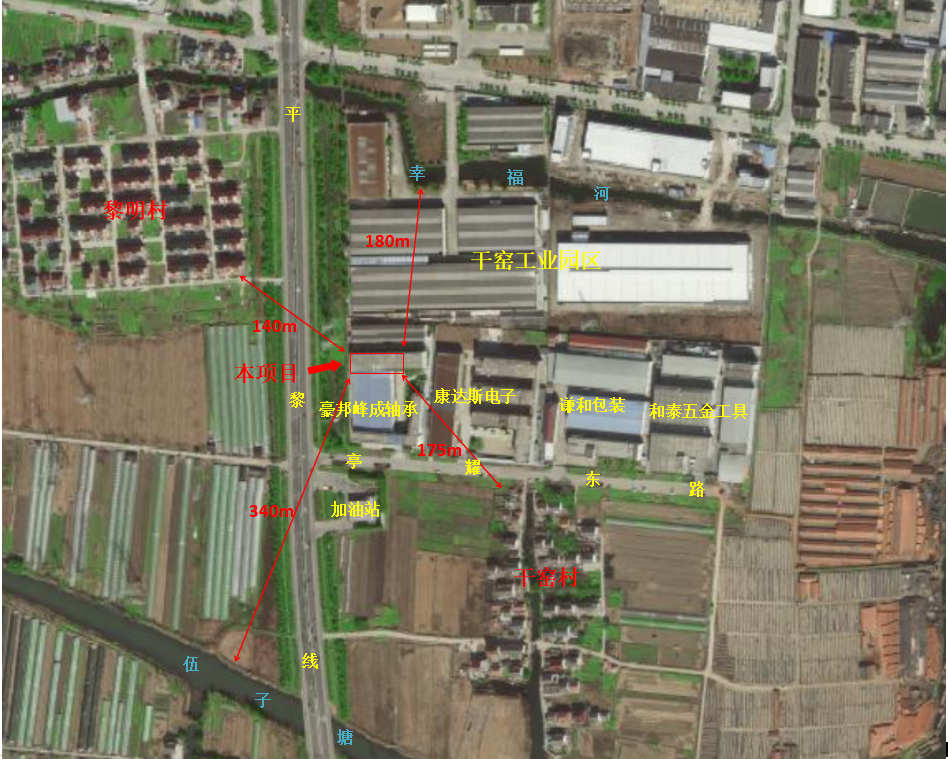 平
幸福河
黎明村
180m
干窑工业园区
140m
本项目
黎
豪邦峰成轴承
康达斯电子
谦和包装
和泰五金工具
175m
亭耀东路
340m
加油站
干窑村
线
伍子塘